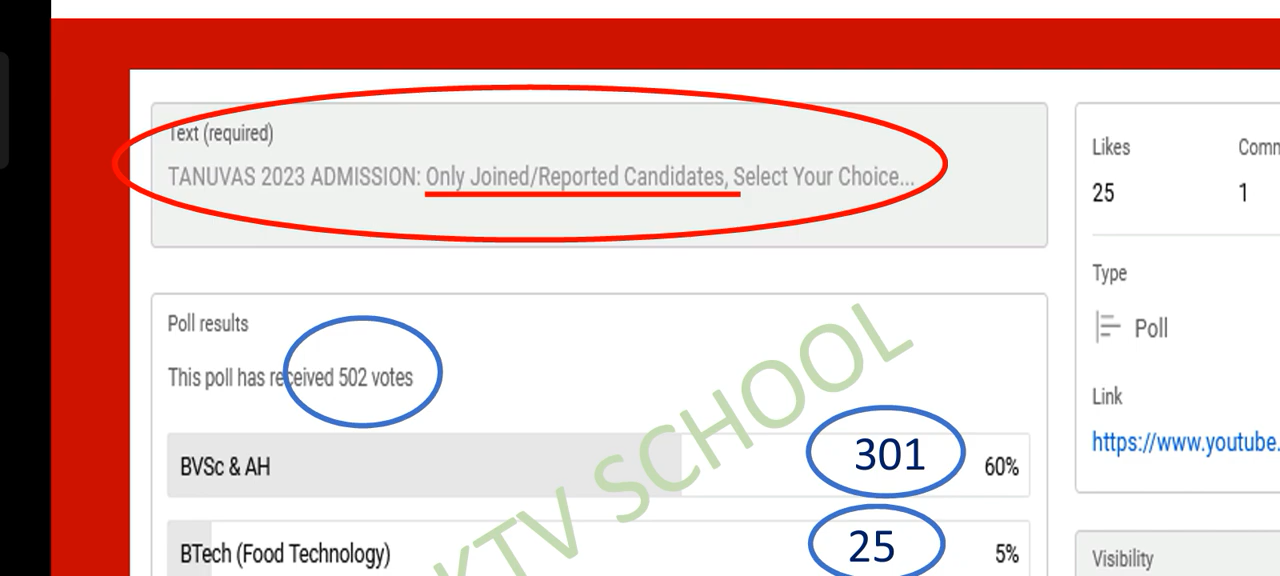 Text (required)
TANUVAS 2023 ADMISSION: Only Joined/Reported Candidates, Select Your Choice...
Poll results
This poll has received 502 votes
BVSc & AH 301 60%
BTech (Food Technology) 25 5%
KTV SCHOOL
Likes
25
1
Type
Poll
Link
https://www.youtube.
Visibility